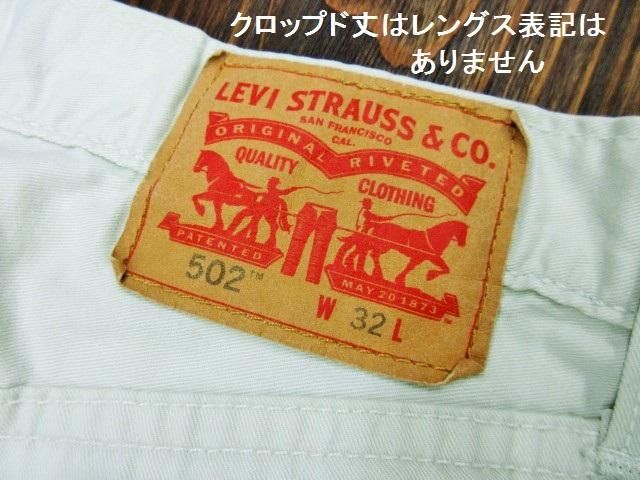 クロップド丈はレングス表記は
ありません
LEVI STRAUSS & CO.
SAN FRANCISCO
CAL.
ORIGINAL RIVETED
QUALITY CLOTHING
PATENTED
MAY 20 1873™
502™
W 32 L